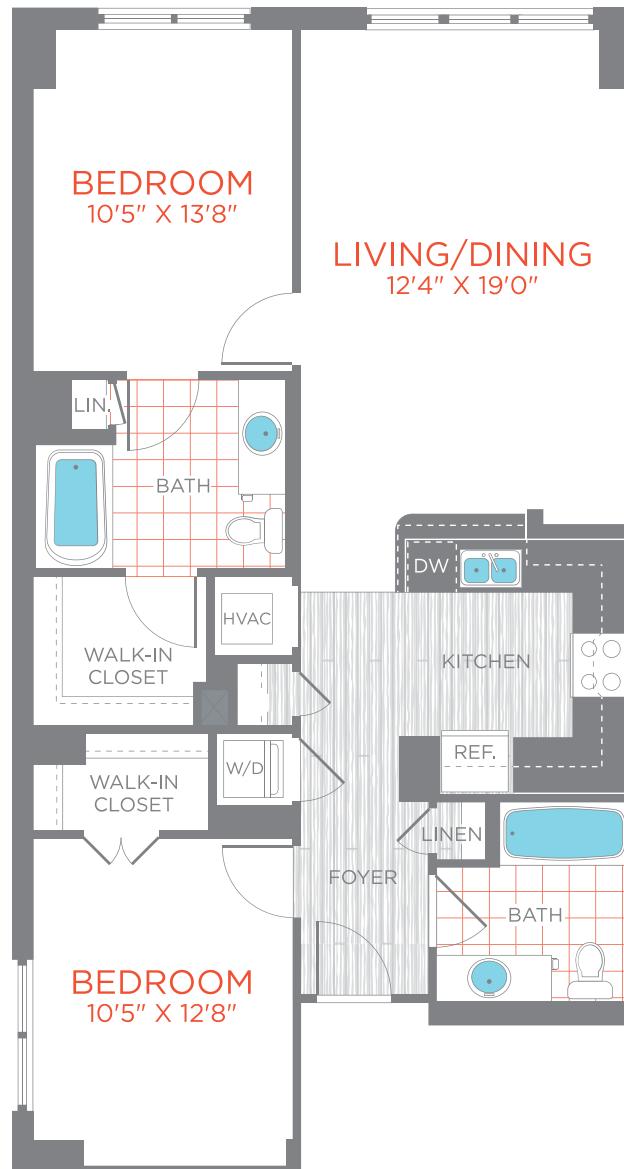 BEDROOM
10'5" X 13'8"
LIVING/DINING
12'4" X 19'0"
LIN.
BATH
DW
HVAC
WALK-IN
CLOSET
KITCHEN
REF.
W/D
WALK-IN
CLOSET
LINEN
FOYER
BATH
BEDROOM
10'5" X 12'8"